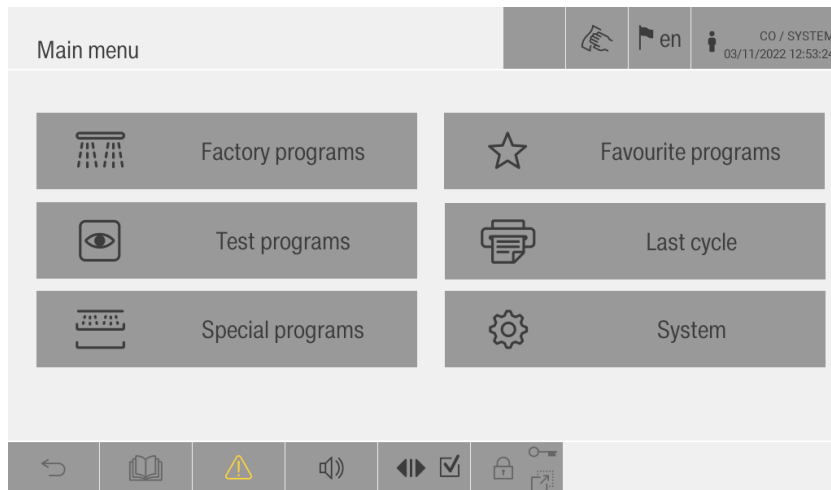 Main menu
en
CO / SYSTEM
03/11/2022 12:53:24
Factory programs
Favourite programs
Test programs
Last cycle
Special programs
System